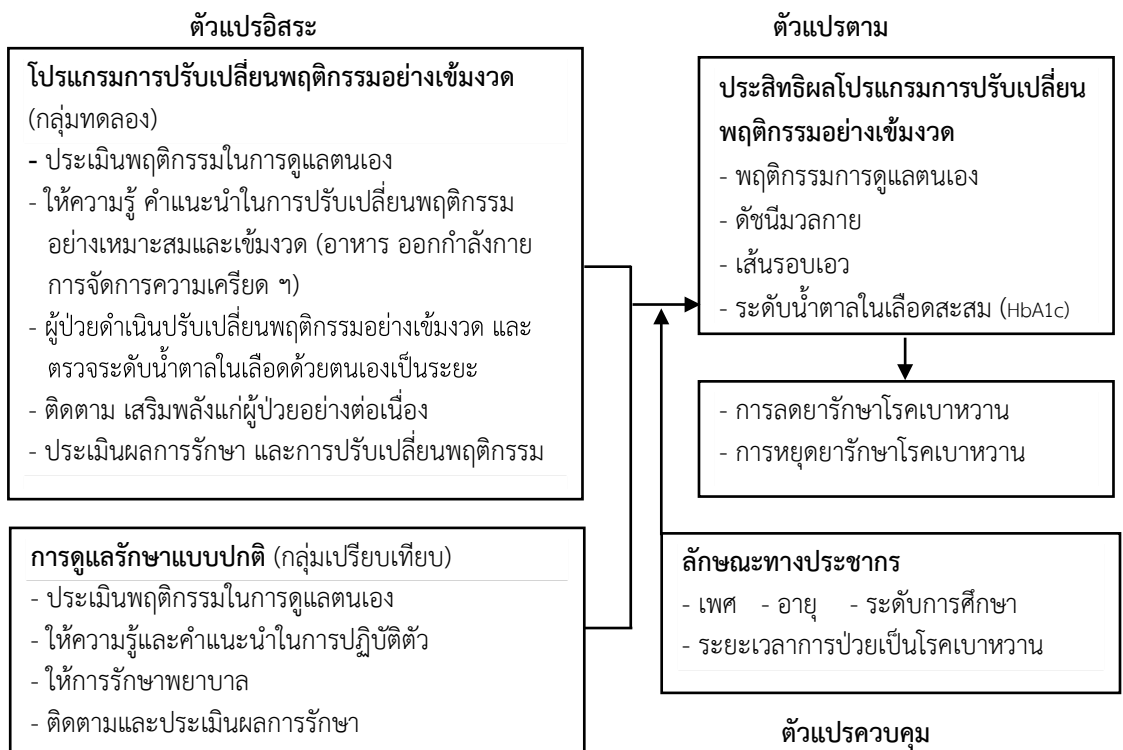 ตัวแปรอิสระ
โปรแกรมการปรับเปลี่ยนพฤติกรรมอย่างเข้มงวด
(กลุ่มทดลอง)
- ประเมินพฤติกรรมในการดูแลตนเอง
- ให้ความรู้ คำแนะนำในการปรับเปลี่ยนพฤติกรรม
อย่างเหมาะสมและเข้มงวด (อาหาร ออกกำลังกาย
การจัดการความเครียด ฯ)
- ผู้ป่วยดำเนินปรับเปลี่ยนพฤติกรรมอย่างเข้มงวด และ
ตรวจระดับน้ำตาลในเลือดด้วยตนเองเป็นระยะ
- ติดตาม เสริมพลังแก่ผู้ป่วยอย่างต่อเนื่อง
- ประเมินผลการรักษา และการปรับเปลี่ยนพฤติกรรม
การดูแลรักษาแบบปกติ (กลุ่มเปรียบเทียบ)
- ประเมินพฤติกรรมในการดูแลตนเอง
- ให้ความรู้และคำแนะนำในการปฏิบัติตัว
- ให้การรักษาพยาบาล
- ติดตามและประเมินผลการรักษา
ตัวแปรตาม
ประสิทธิผลโปรแกรมการปรับเปลี่ยน
พฤติกรรมอย่างเข้มงวด
- พฤติกรรมการดูแลตนเอง
- ดัชนีมวลกาย
- เส้นรอบเอว
- ระดับน้ำตาลในเลือดสะสม (HbA1c)
- การลดยารักษาโรคเบาหวาน
- การหยุดยารักษาโรคเบาหวาน
ลักษณะทางประชากร
- เพศ - อายุ - ระดับการศึกษา
- ระยะเวลาการป่วยเป็นโรคเบาหวาน
ตัวแปรควบคุม